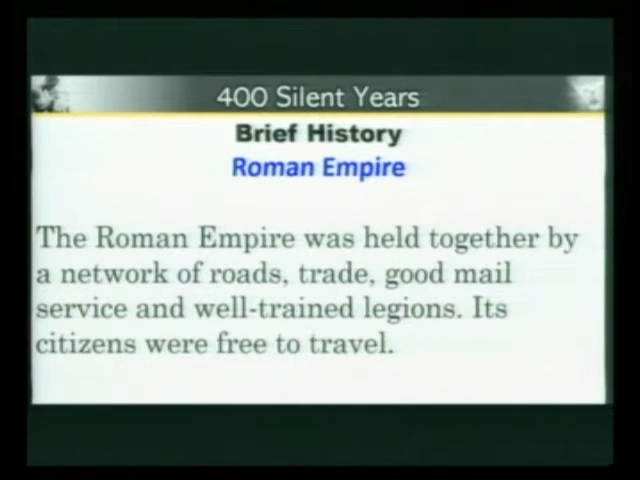 400 Silent Years
Brief History
Roman Empire
The Roman Empire was held together by
a network of roads, trade, good mail
service and well-trained legions. Its
citizens were free to travel.